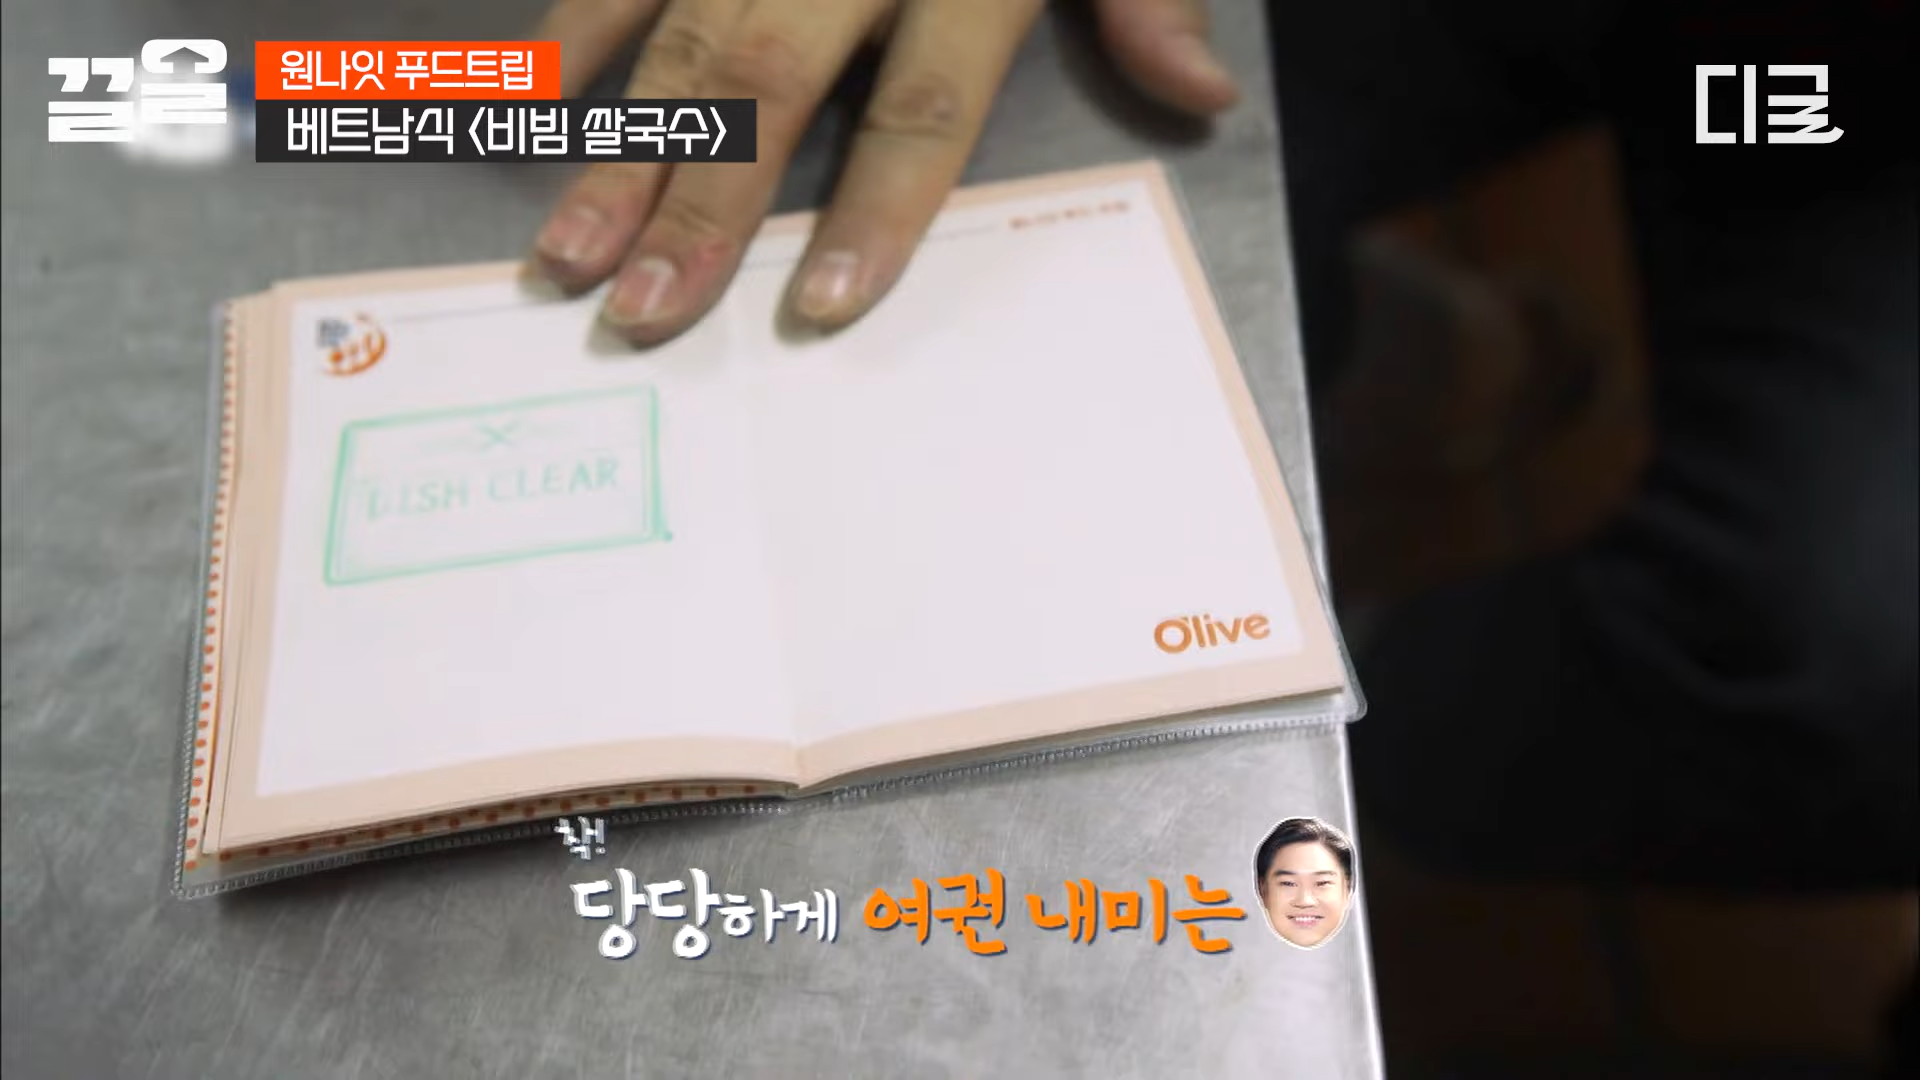 끌올
원나잇 푸드트립
베트남식 <비빔 쌀국수>
디글
DISH CLEAR
Olive
착!
당당하게 여권 내미는